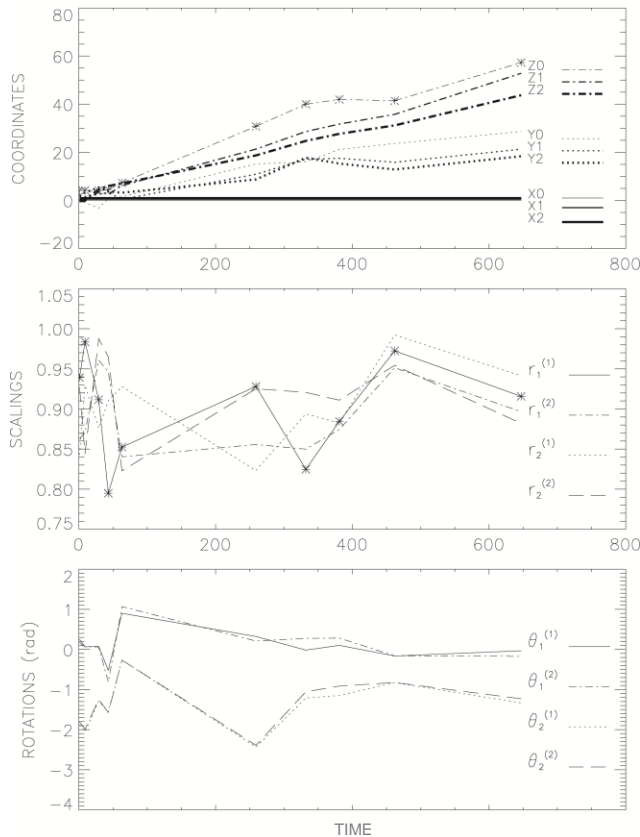 80
60
40
20
0
−20
COORDINATES
Z0
Z1
Z2
Y0
Y1
Y2
X0
X1
X2
0 200 400 600 800
1.05
1.00
0.95
0.90
0.85
0.80
0.75
SCALINGS
r₁⁽¹⁾
r₁⁽²⁾
r₂⁽¹⁾
r₂⁽²⁾
0 200 400 600 800
2
1
0
−1
−2
−3
−4
ROTATIONS (rad)
θ₁⁽¹⁾
θ₁⁽²⁾
θ₂⁽¹⁾
θ₂⁽²⁾
TIME